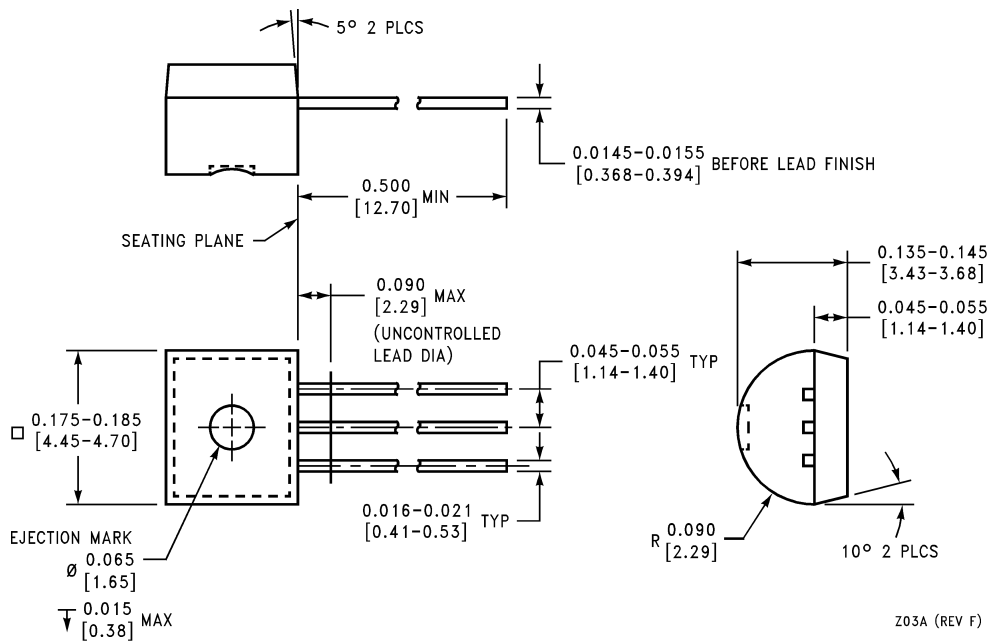 5° 2 PLCS
0.0145-0.0155
[0.368-0.394]
BEFORE LEAD FINISH
0.500
[12.70]
MIN
SEATING PLANE
0.090
[2.29]
MAX
(UNCONTROLLED
LEAD DIA)
0.135-0.145
[3.43-3.68]
0.045-0.055
[1.14-1.40]
0.045-0.055
[1.14-1.40]
TYP
0.175-0.185
[4.45-4.70]
0.016-0.021
[0.41-0.53]
TYP
EJECTION MARK
Ø 0.065
[1.65]
0.015
[0.38]
MAX
R 0.090
[2.29]
10° 2 PLCS
Z03A (REV F)